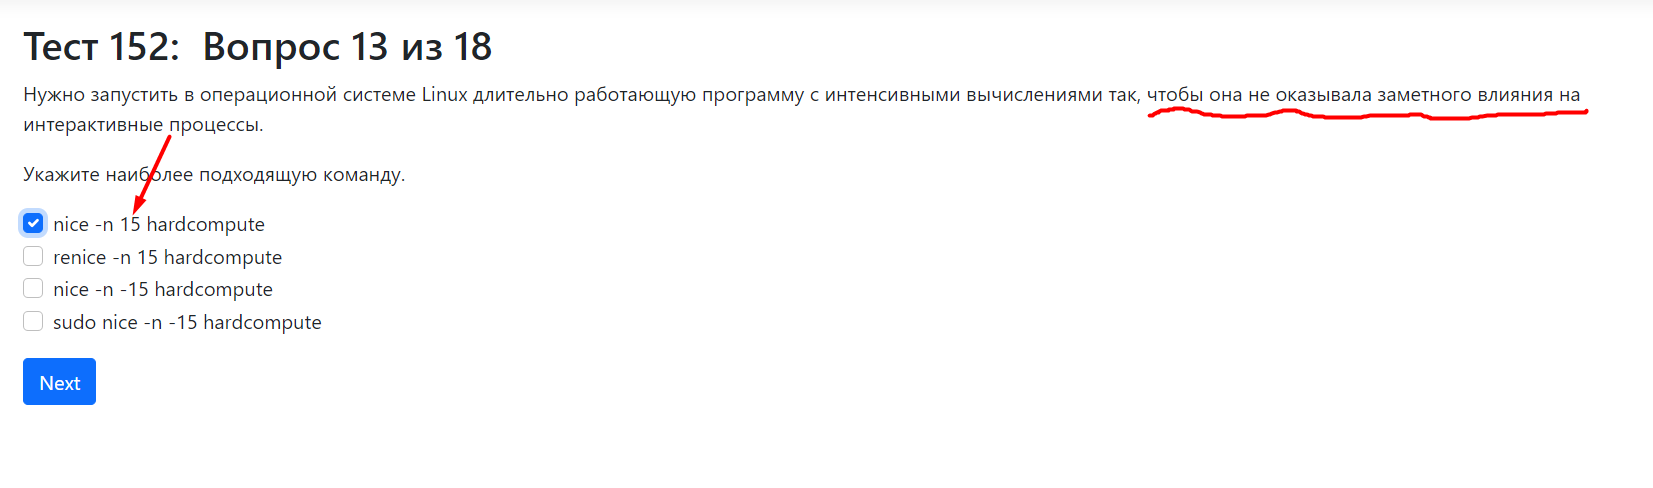 Тест 152: Вопрос 13 из 18
Нужно запустить в операционной системе Linux длительно работающую программу с интенсивными вычислениями так, чтобы она не оказывала заметного влияния на
интерактивные процессы.
Укажите наиболее подходящую команду.
nice -n 15 hardcompute
renice -n 15 hardcompute
nice -n -15 hardcompute
sudo nice -n -15 hardcompute
Next